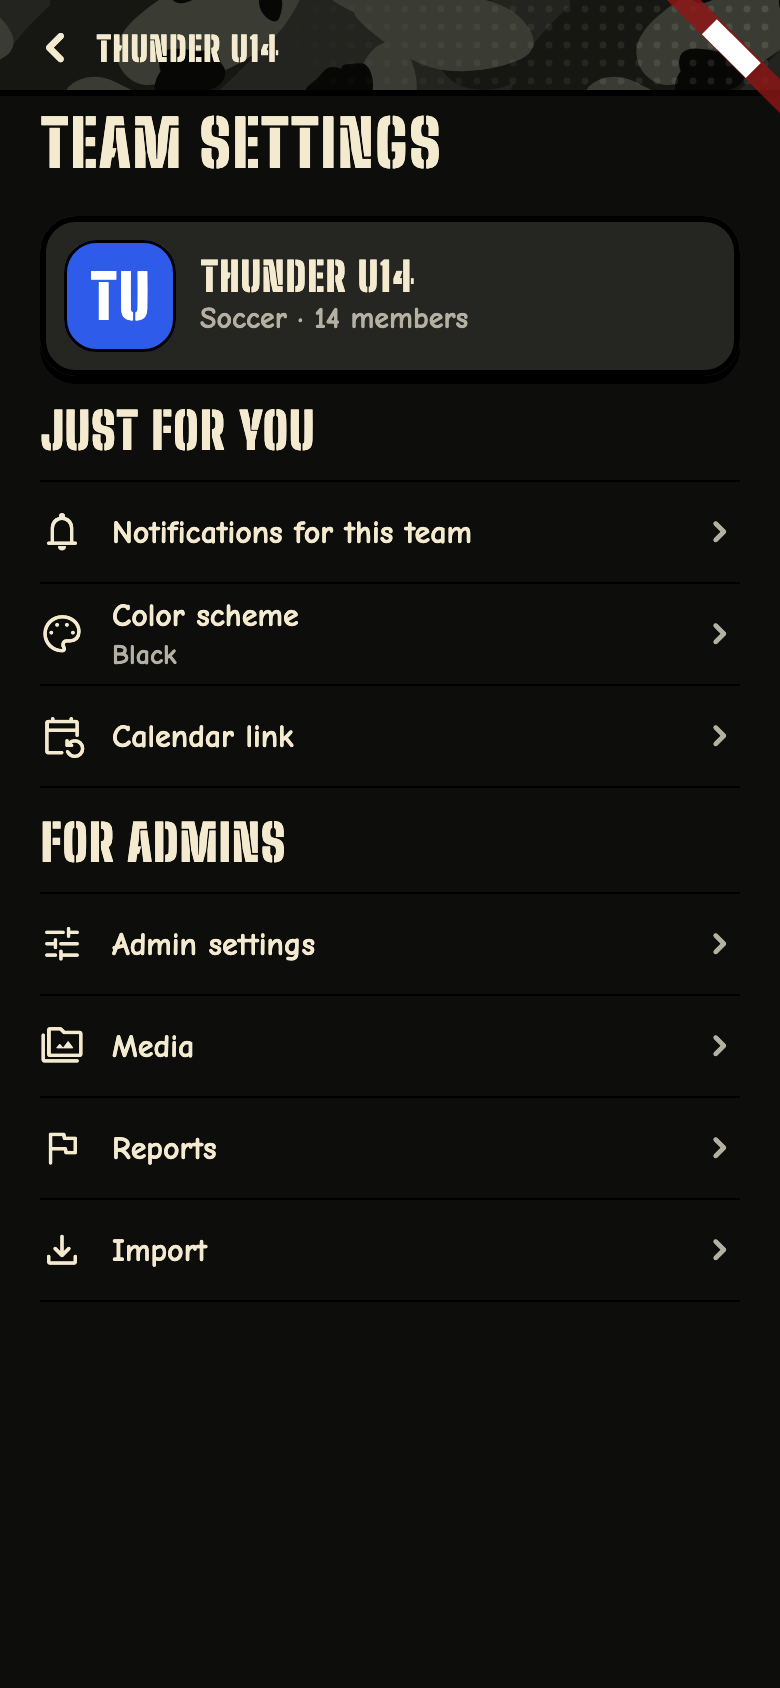 THUNDER U14
TEAM SETTINGS
TU
THUNDER U14
Soccer · 14 members
JUST FOR YOU
Notifications for this team
Color scheme
Black
Calendar link
FOR ADMINS
Admin settings
Media
Reports
Import